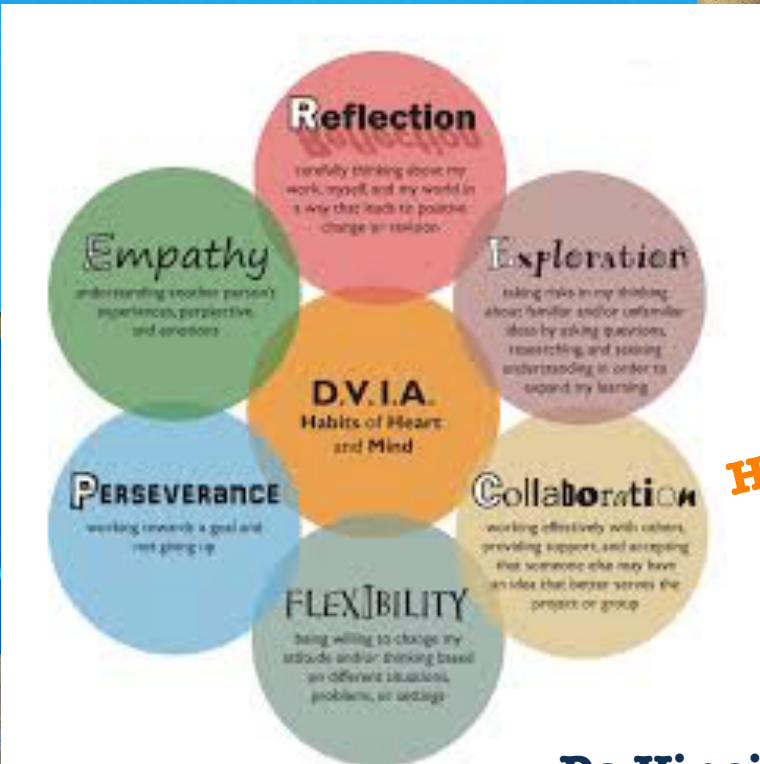 Reflection
carefully thinking about my
work, myself, and my world in
a way that leads to positive
change or revision
Empathy
understanding another person's
experiences, perspective,
and emotions
Exploration
taking risks in my thinking
about familiar and/or unfamiliar
ideas by asking questions,
researching, and seeking
understanding in order to
expand my learning
D.V.I.A.
Habits of Heart
and Mind
PERSEVERANCE
working towards a goal and
not giving up
Collaboration
working effectively with others,
providing support, and accepting
that someone else may have
an idea that better serves the
project or group
FLEXIBILITY
being willing to change my
attitude and/or thinking based
on different situations,
problems, or settings
H